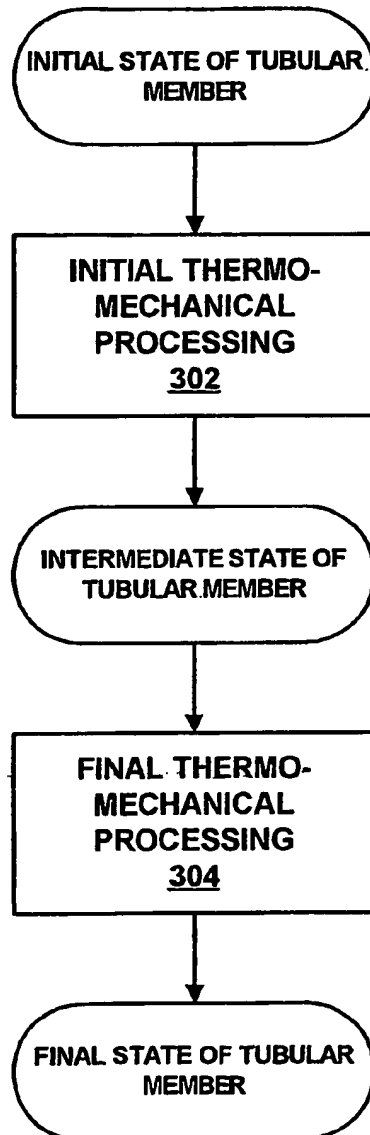 INITIAL STATE OF TUBULAR
MEMBER
INITIAL THERMO-
MECHANICAL
PROCESSING
302
INTERMEDIATE STATE OF
TUBULAR MEMBER
FINAL THERMO-
MECHANICAL
PROCESSING
304
FINAL STATE OF TUBULAR
MEMBER